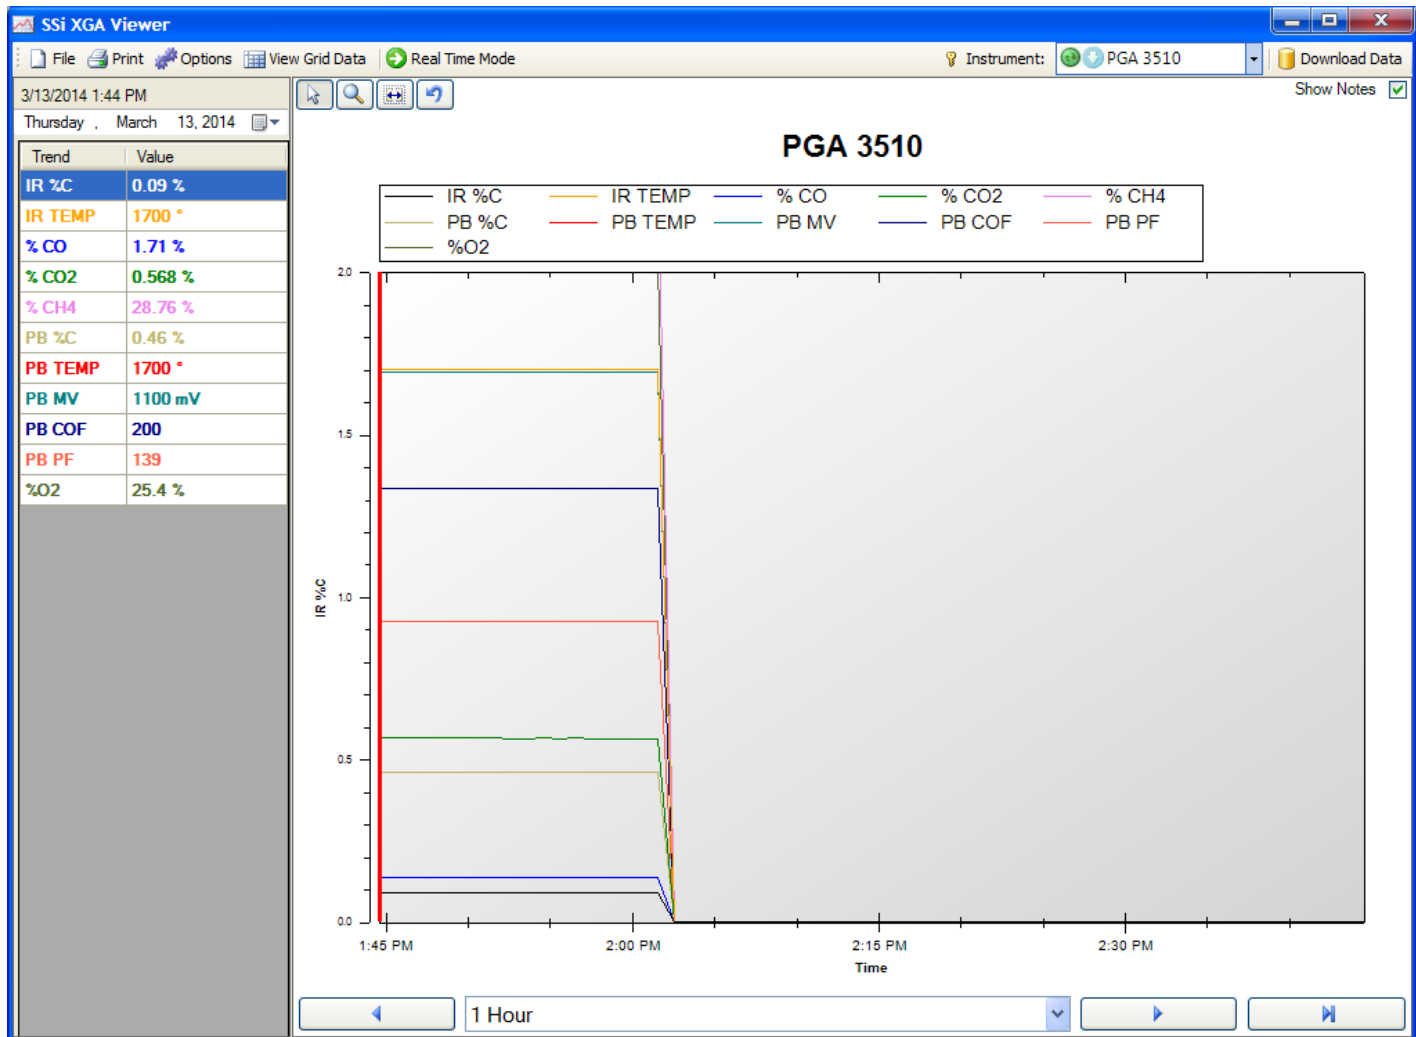 SSi XGA Viewer
File Print Options View Grid Data Real Time Mode Instrument: PGA 3510 Download Data
3/13/2014 1:44 PM
Show Notes
Thursday , March 13, 2014
Trend Value
IR %C 0.09 %
IR TEMP 1700 °
% CO 1.71 %
% CO2 0.568 %
% CH4 28.76 %
PB %C 0.46 %
PB TEMP 1700 °
PB MV 1100 mV
PB COF 200
PB PF 139
%O2 25.4 %
PGA 3510
IR %C IR TEMP % CO % CO2 % CH4
PB %C PB TEMP PB MV PB COF PB PF
%O2
2.0
1.5
1.0
0.5
0.0
IR %C
1:45 PM 2:00 PM 2:15 PM 2:30 PM
Time
1 Hour